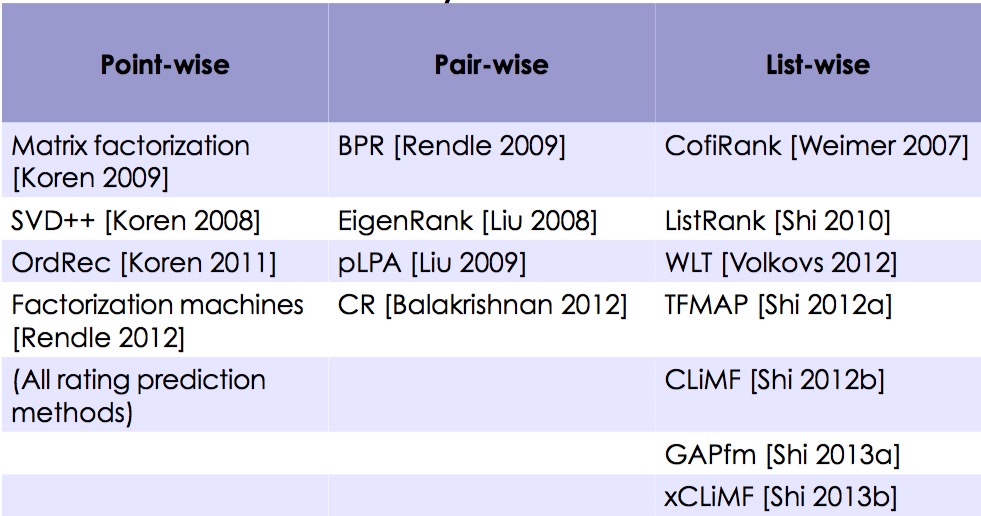 Point-wise
Pair-wise
List-wise
Matrix factorization
[Koren 2009]
BPR [Rendle 2009]
CofiRank [Weimer 2007]
SVD++ [Koren 2008]
EigenRank [Liu 2008]
ListRank [Shi 2010]
OrdRec [Koren 2011]
pLPA [Liu 2009]
WLT [Volkovs 2012]
Factorization machines
[Rendle 2012]
CR [Balakrishnan 2012]
TFMAP [Shi 2012a]
(All rating prediction
methods)
CLiMF [Shi 2012b]
GAPfm [Shi 2013a]
xCLiMF [Shi 2013b]